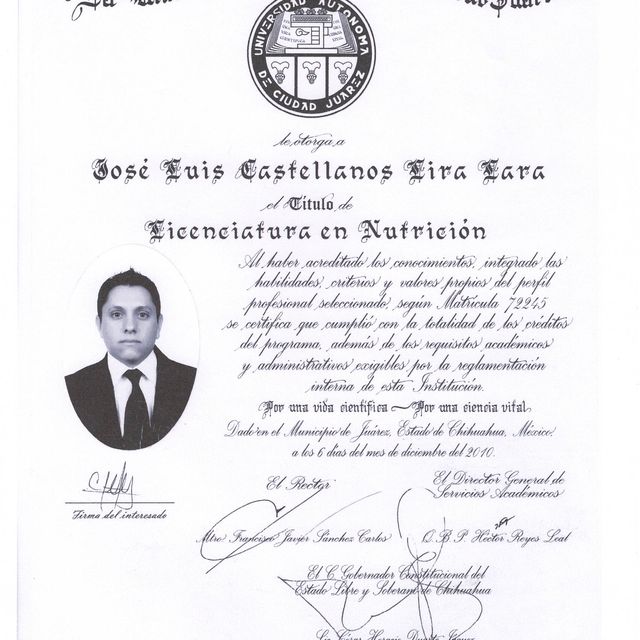 UNIVERSIDAD AUTONOMA
DE CIUDAD JUAREZ
le otorga a
José Luis Castellanos Lira Lara
el Título de
Licenciatura en Nutrición
Al haber acreditado los conocimientos, integrado las
habilidades, criterios y valores propios del perfil
profesional seleccionado, según Matrícula 72245
se certifica que cumplió con la totalidad de los créditos
del programa, además de los requisitos académicos
y administrativos exigibles por la reglamentación
interna de esta Institución.
Por una vida científica ~ Por una ciencia vital
Dado en el Municipio de Juárez, Estado de Chihuahua, México,
a los 6 días del mes de diciembre del 2010.
El Rector
El Director General de
Servicios Académicos
Firma del interesado
Mtro Francisco Javier Sánchez Carlos
Q. B. P. Héctor Reyes Leal
El C. Gobernador Constitucional del
Estado Libre y Soberano de Chihuahua
Lic. César Horacio Duarte Jáquez